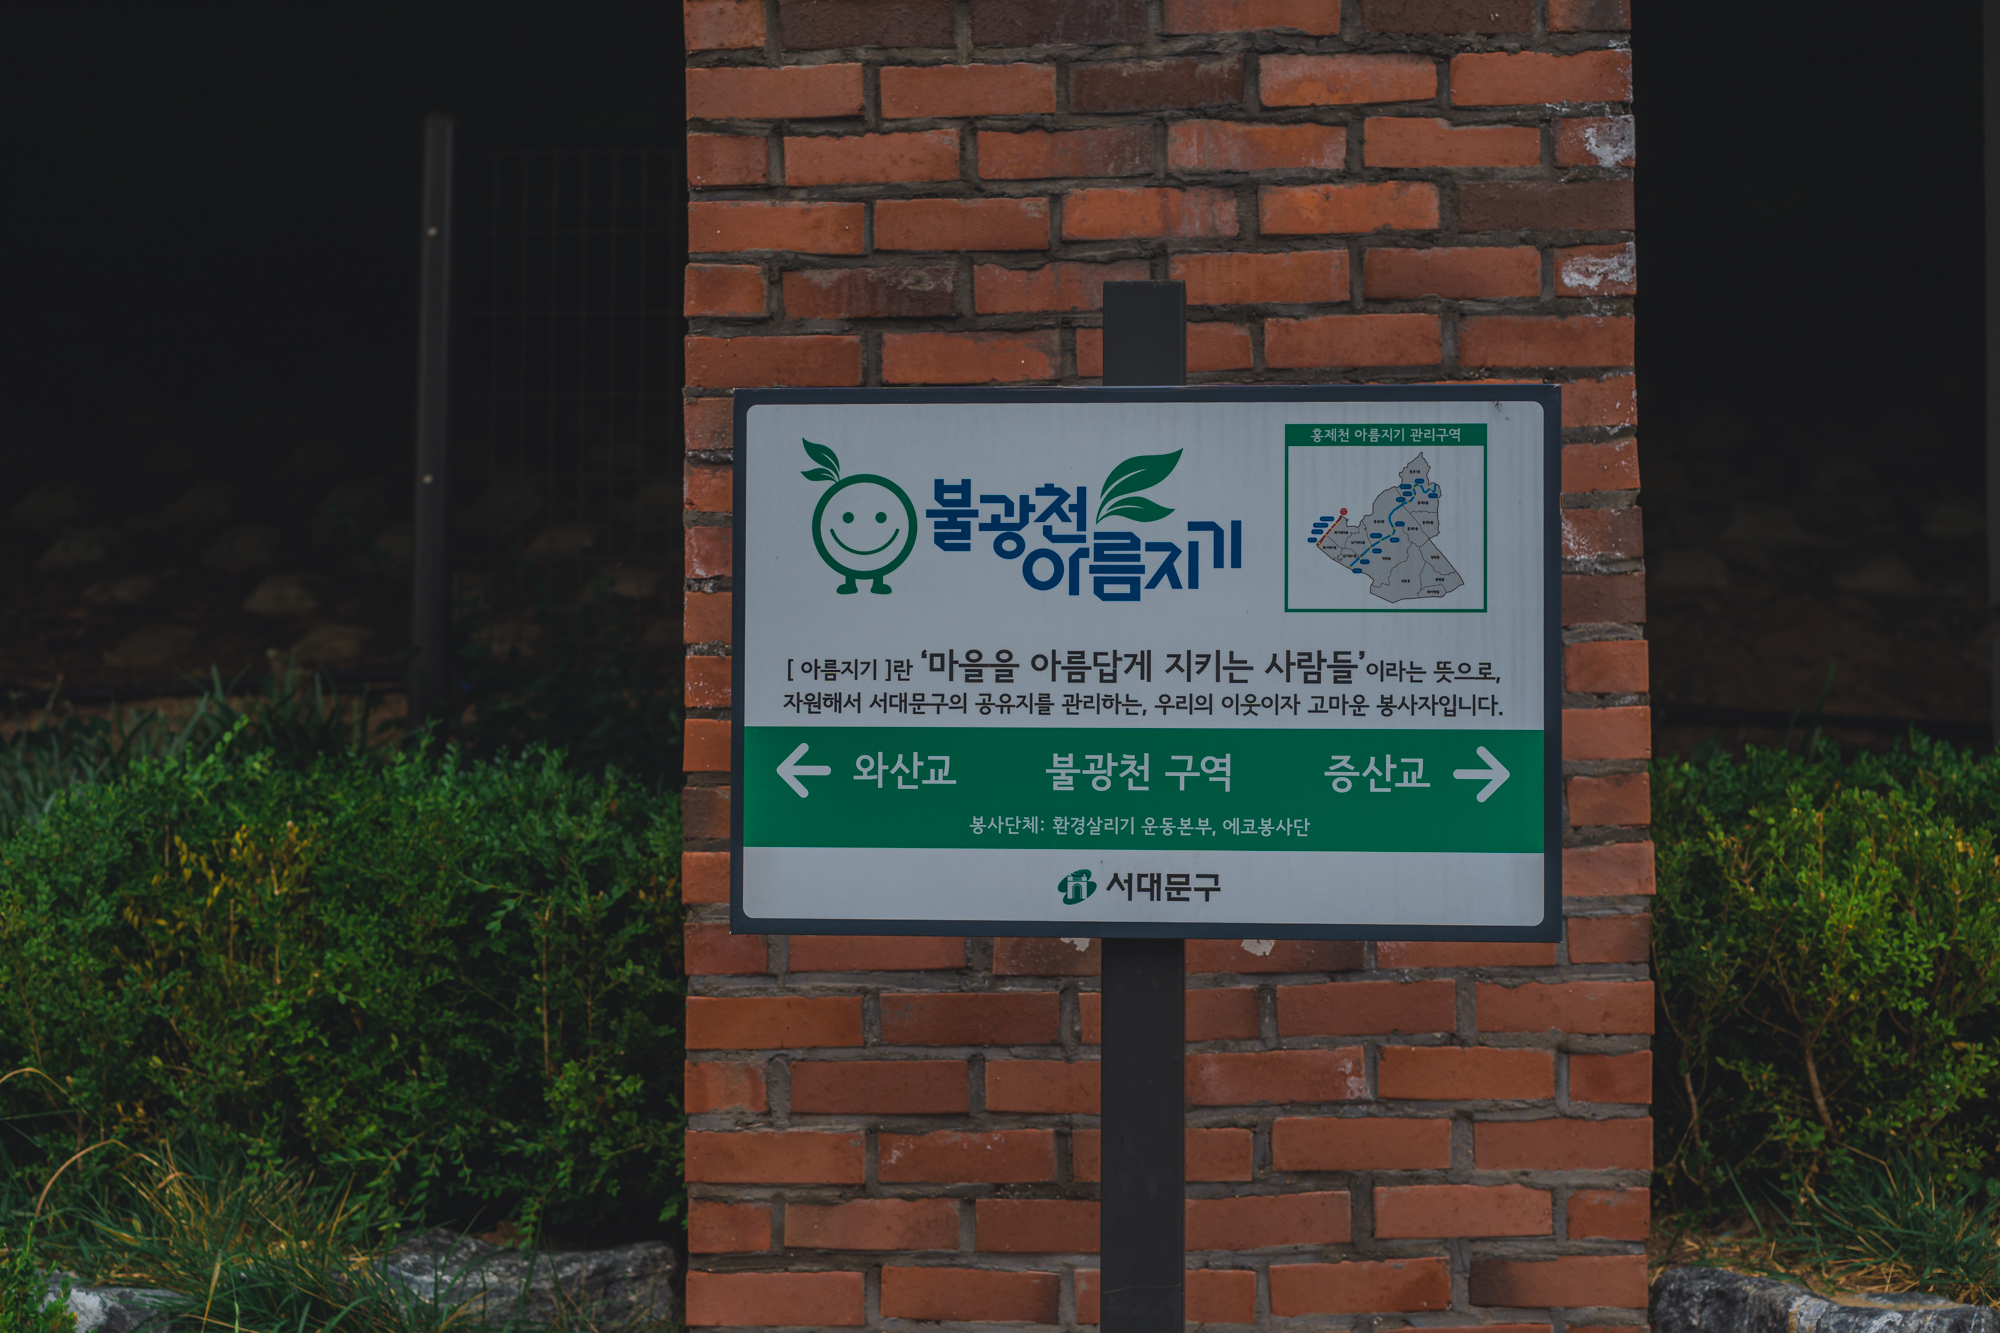 불광천
아름지기
홍제천 아름지기 관리구역
[ 아름지기 ]란 ‘마을을 아름답게 지키는 사람들’이라는 뜻으로,
자원해서 서대문구의 공유지를 관리하는, 우리의 이웃이자 고마운 봉사자입니다.
← 와산교 불광천 구역 증산교 →
봉사단체: 환경살리기 운동본부, 에코봉사단
서대문구